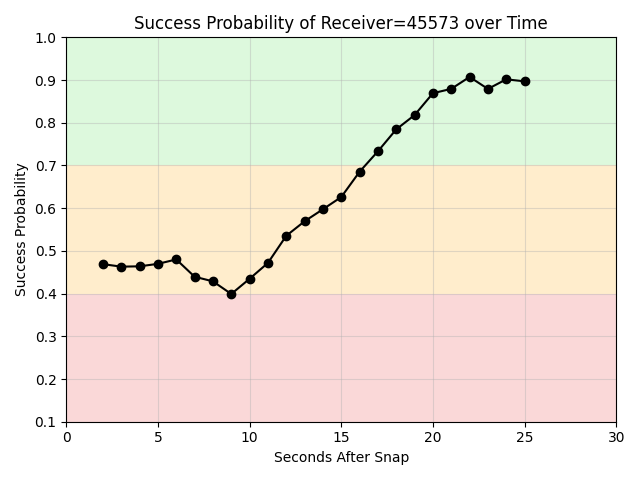 Success Probability of Receiver=45573 over Time
1.0
0.9
0.8
0.7
0.6
0.5
0.4
0.3
0.2
0.1
Success Probability
0 5 10 15 20 25 30
Seconds After Snap